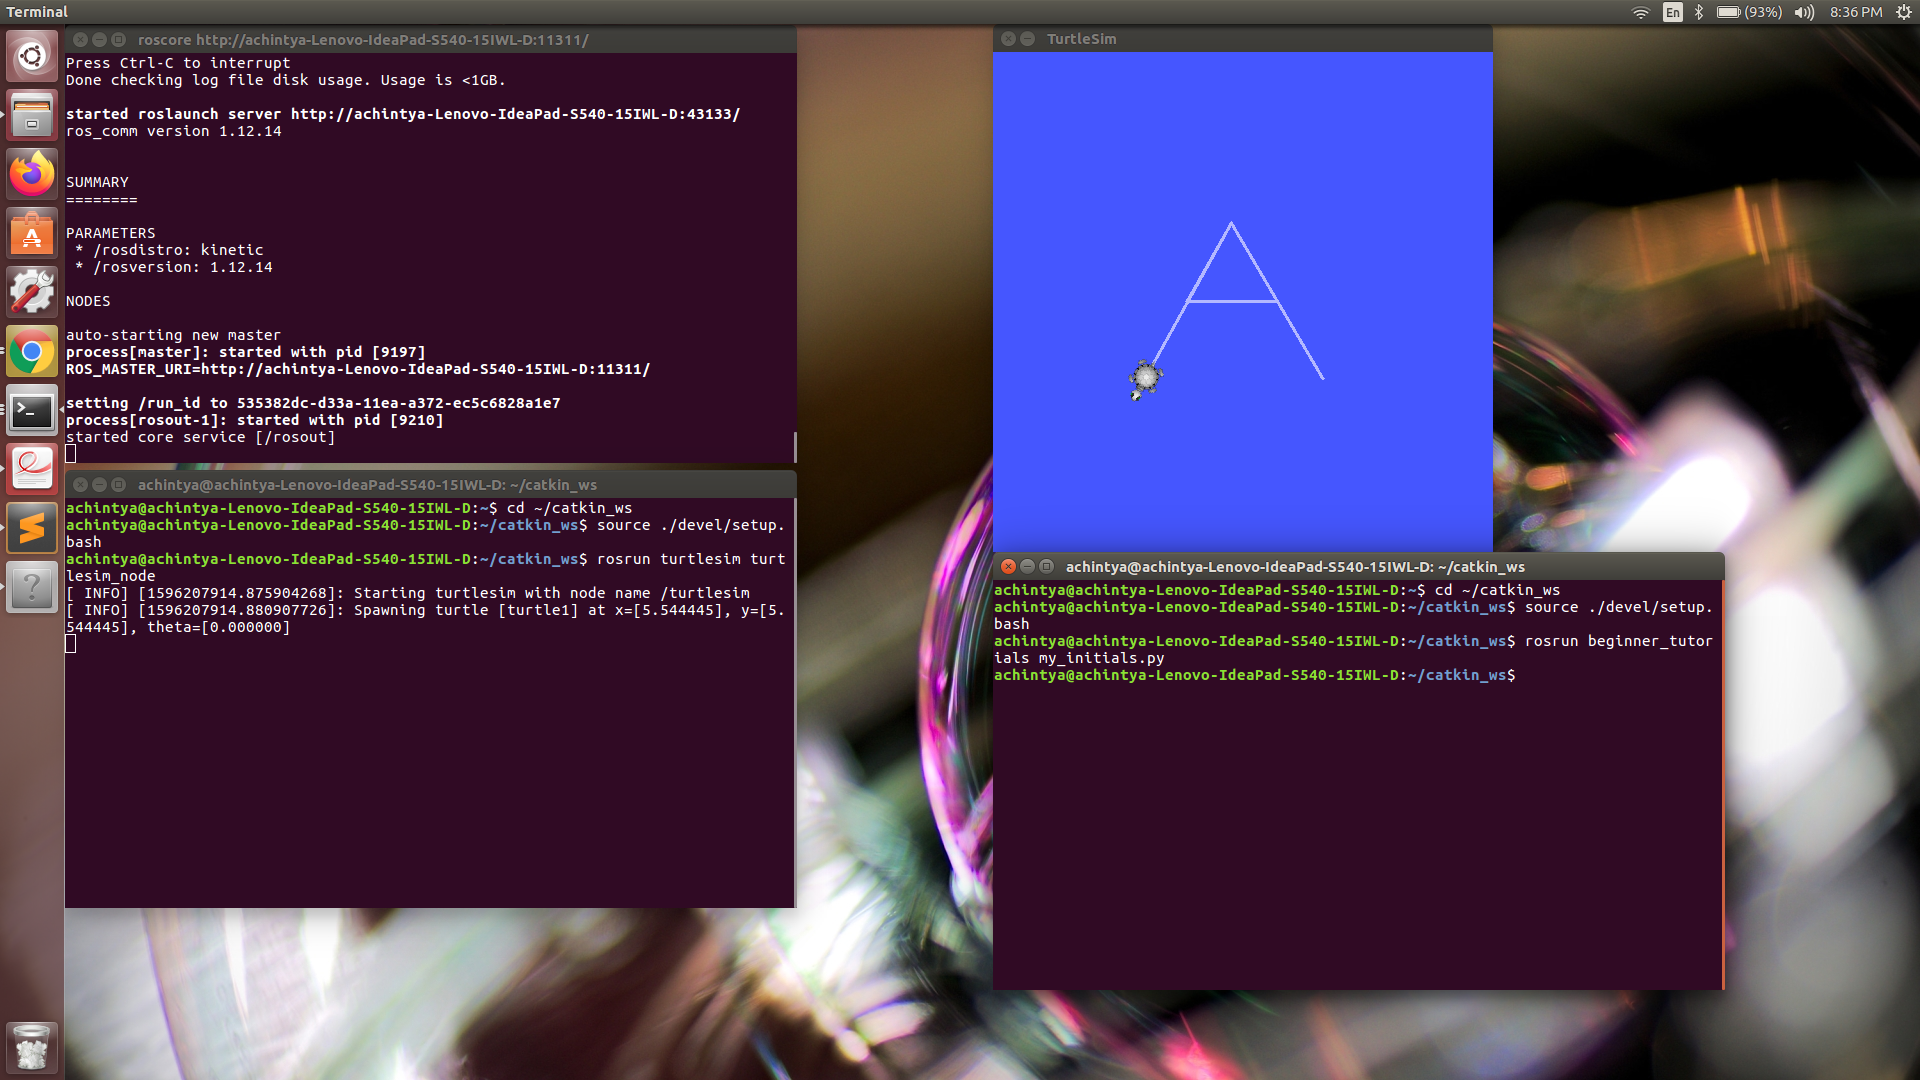 Terminal
En
(93%)
8:36 PM
roscore http://achintya-Lenovo-IdeaPad-S540-15IWL-D:11311/
Press Ctrl-C to interrupt
Done checking log file disk usage. Usage is <1GB.
started roslaunch server http://achintya-Lenovo-IdeaPad-S540-15IWL-D:43133/
ros_comm version 1.12.14
SUMMARY
========
PARAMETERS
* /rosdistro: kinetic
* /rosversion: 1.12.14
NODES
auto-starting new master
process[master]: started with pid [9197]
ROS_MASTER_URI=http://achintya-Lenovo-IdeaPad-S540-15IWL-D:11311/
setting /run_id to 535382dc-d33a-11ea-a372-ec5c6828a1e7
process[rosout-1]: started with pid [9210]
started core service [/rosout]
achintya@achintya-Lenovo-IdeaPad-S540-15IWL-D: ~/catkin_ws
achintya@achintya-Lenovo-IdeaPad-S540-15IWL-D:~$ cd ~/catkin_ws
achintya@achintya-Lenovo-IdeaPad-S540-15IWL-D:~/catkin_ws$ source ./devel/setup.
bash
achintya@achintya-Lenovo-IdeaPad-S540-15IWL-D:~/catkin_ws$ rosrun turtlesim turt
lesim_node
[ INFO] [1596207914.875904268]: Starting turtlesim with node name /turtlesim
[ INFO] [1596207914.880907726]: Spawning turtle [turtle1] at x=[5.544445], y=[5.
544445], theta=[0.000000]
TurtleSim
A
achintya@achintya-Lenovo-IdeaPad-S540-15IWL-D: ~/catkin_ws
achintya@achintya-Lenovo-IdeaPad-S540-15IWL-D:~$ cd ~/catkin_ws
achintya@achintya-Lenovo-IdeaPad-S540-15IWL-D:~/catkin_ws$ source ./devel/setup.
bash
achintya@achintya-Lenovo-IdeaPad-S540-15IWL-D:~/catkin_ws$ rosrun beginner_tutor
ials my_initials.py
achintya@achintya-Lenovo-IdeaPad-S540-15IWL-D:~/catkin_ws$